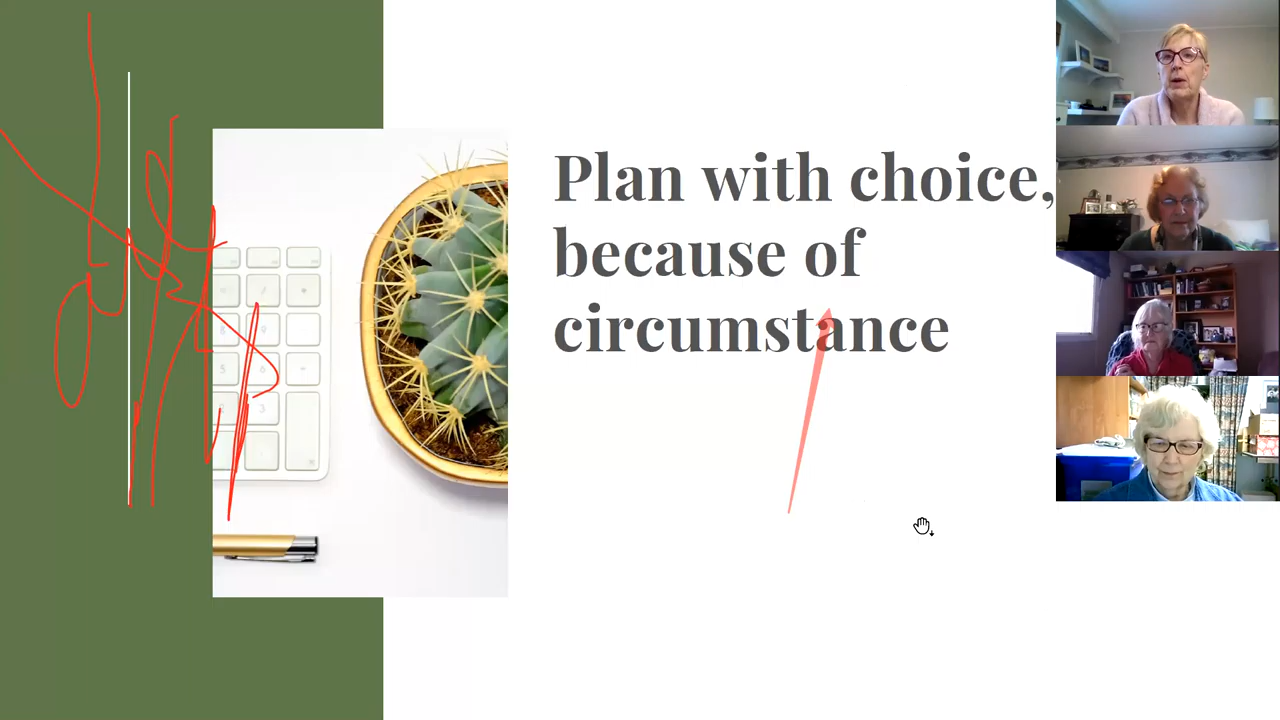 Plan with choice,
because of
circumstance